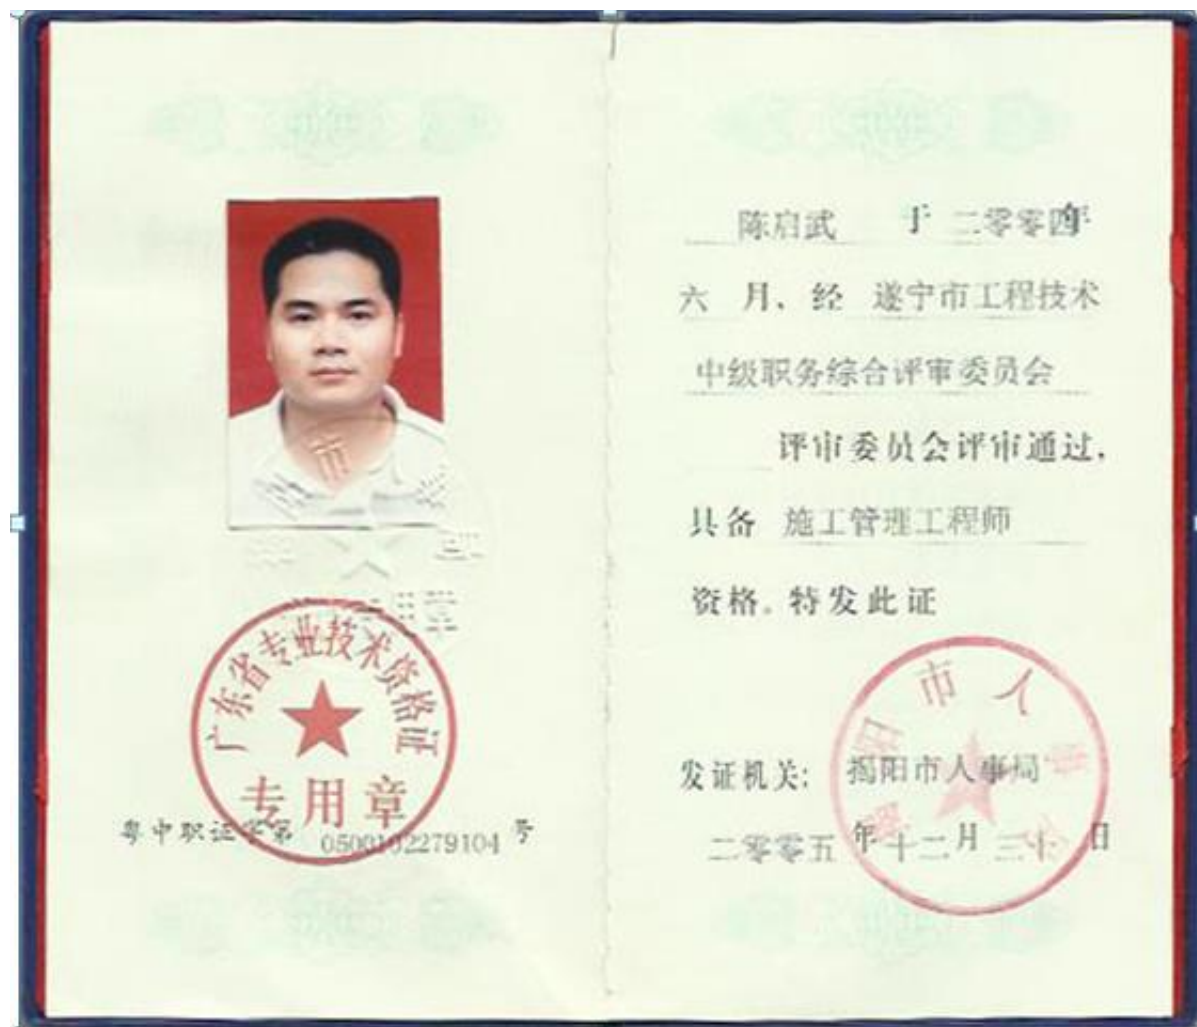 广东省专业技术资格证
专用章
粤中职证字第 0500102279104 号
陈启武 于 二零零四年
六 月、经 遂宁市工程技术
中级职务综合评审委员会
评审委员会评审通过,
具备 施工管理工程师
资格。特发此证
发证机关: 揭阳市人事局
二零零五 年 十二月 三十 日